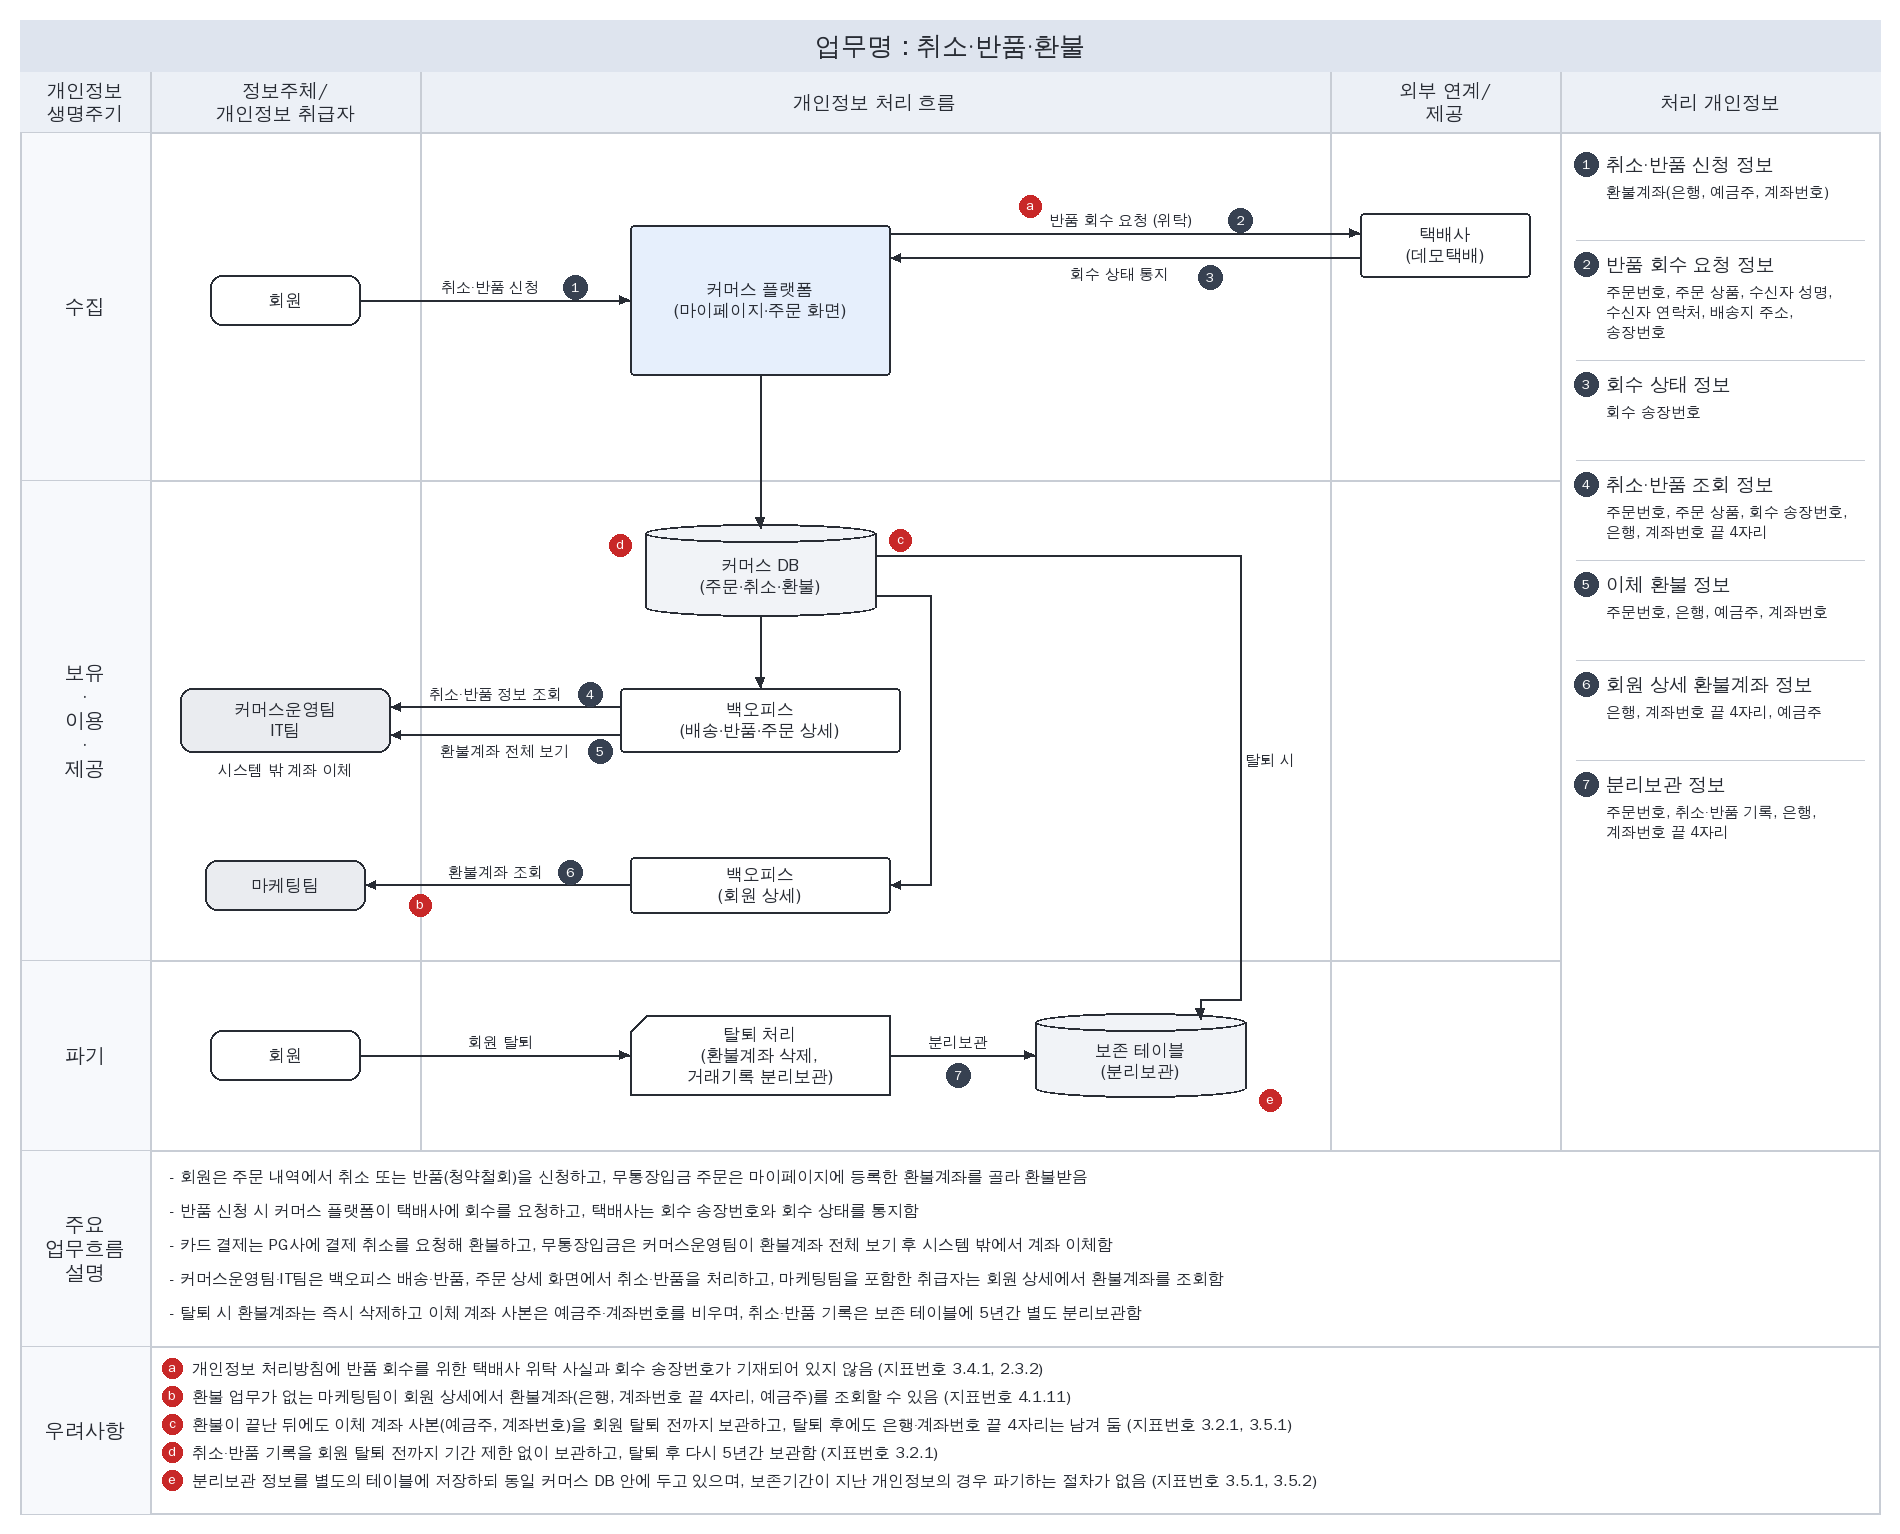 업무명 : 취소·반품·환불
개인정보
생명주기
정보주체/
개인정보 취급자
개인정보 처리 흐름
외부 연계/
제공
처리 개인정보
수집
회원
취소·반품 신청
1
커머스 플랫폼
(마이페이지·주문 화면)
a
반품 회수 요청 (위탁)
2
회수 상태 통지
3
택배사
(데모택배)
보유
·
이용
·
제공
d
커머스 DB
(주문·취소·환불)
c
커머스운영팀
IT팀
시스템 밖 계좌 이체
취소·반품 정보 조회
4
환불계좌 전체 보기
5
백오피스
(배송·반품·주문 상세)
탈퇴 시
마케팅팀
환불계좌 조회
6
b
백오피스
(회원 상세)
파기
회원
회원 탈퇴
탈퇴 처리
(환불계좌 삭제,
거래기록 분리보관)
분리보관
7
보존 테이블
(분리보관)
e
1 취소·반품 신청 정보
환불계좌(은행, 예금주, 계좌번호)
2 반품 회수 요청 정보
주문번호, 주문 상품, 수신자 성명,
수신자 연락처, 배송지 주소,
송장번호
3 회수 상태 정보
회수 송장번호
4 취소·반품 조회 정보
주문번호, 주문 상품, 회수 송장번호,
은행, 계좌번호 끝 4자리
5 이체 환불 정보
주문번호, 은행, 예금주, 계좌번호
6 회원 상세 환불계좌 정보
은행, 계좌번호 끝 4자리, 예금주
7 분리보관 정보
주문번호, 취소·반품 기록, 은행,
계좌번호 끝 4자리
주요
업무흐름
설명
- 회원은 주문 내역에서 취소 또는 반품(청약철회)을 신청하고, 무통장입금 주문은 마이페이지에 등록한 환불계좌를 골라 환불받음
- 반품 신청 시 커머스 플랫폼이 택배사에 회수를 요청하고, 택배사는 회수 송장번호와 회수 상태를 통지함
- 카드 결제는 PG사에 결제 취소를 요청해 환불하고, 무통장입금은 커머스운영팀이 환불계좌 전체 보기 후 시스템 밖에서 계좌 이체함
- 커머스운영팀·IT팀은 백오피스 배송·반품, 주문 상세 화면에서 취소·반품을 처리하고, 마케팅팀을 포함한 취급자는 회원 상세에서 환불계좌를 조회함
- 탈퇴 시 환불계좌는 즉시 삭제하고 이체 계좌 사본은 예금주·계좌번호를 비우며, 취소·반품 기록은 보존 테이블에 5년간 별도 분리보관함
우려사항
a 개인정보 처리방침에 반품 회수를 위한 택배사 위탁 사실과 회수 송장번호가 기재되어 있지 않음 (지표번호 3.4.1, 2.3.2)
b 환불 업무가 없는 마케팅팀이 회원 상세에서 환불계좌(은행, 계좌번호 끝 4자리, 예금주)를 조회할 수 있음 (지표번호 4.1.11)
c 환불이 끝난 뒤에도 이체 계좌 사본(예금주, 계좌번호)을 회원 탈퇴 전까지 보관하고, 탈퇴 후에도 은행·계좌번호 끝 4자리는 남겨 둠 (지표번호 3.2.1, 3.5.1)
d 취소·반품 기록을 회원 탈퇴 전까지 기간 제한 없이 보관하고, 탈퇴 후 다시 5년간 보관함 (지표번호 3.2.1)
e 분리보관 정보를 별도의 테이블에 저장하되 동일 커머스 DB 안에 두고 있으며, 보존기간이 지난 개인정보의 경우 파기하는 절차가 없음 (지표번호 3.5.1, 3.5.2)